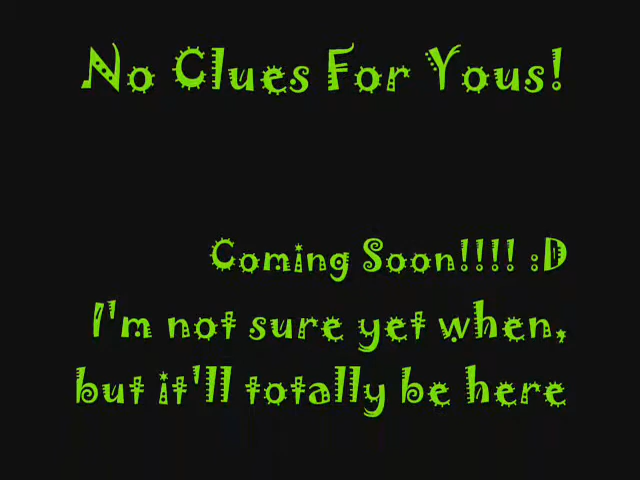 No Clues For Yous!
Coming Soon!!!! :D
I'm not sure yet when,
but it'll totally be here